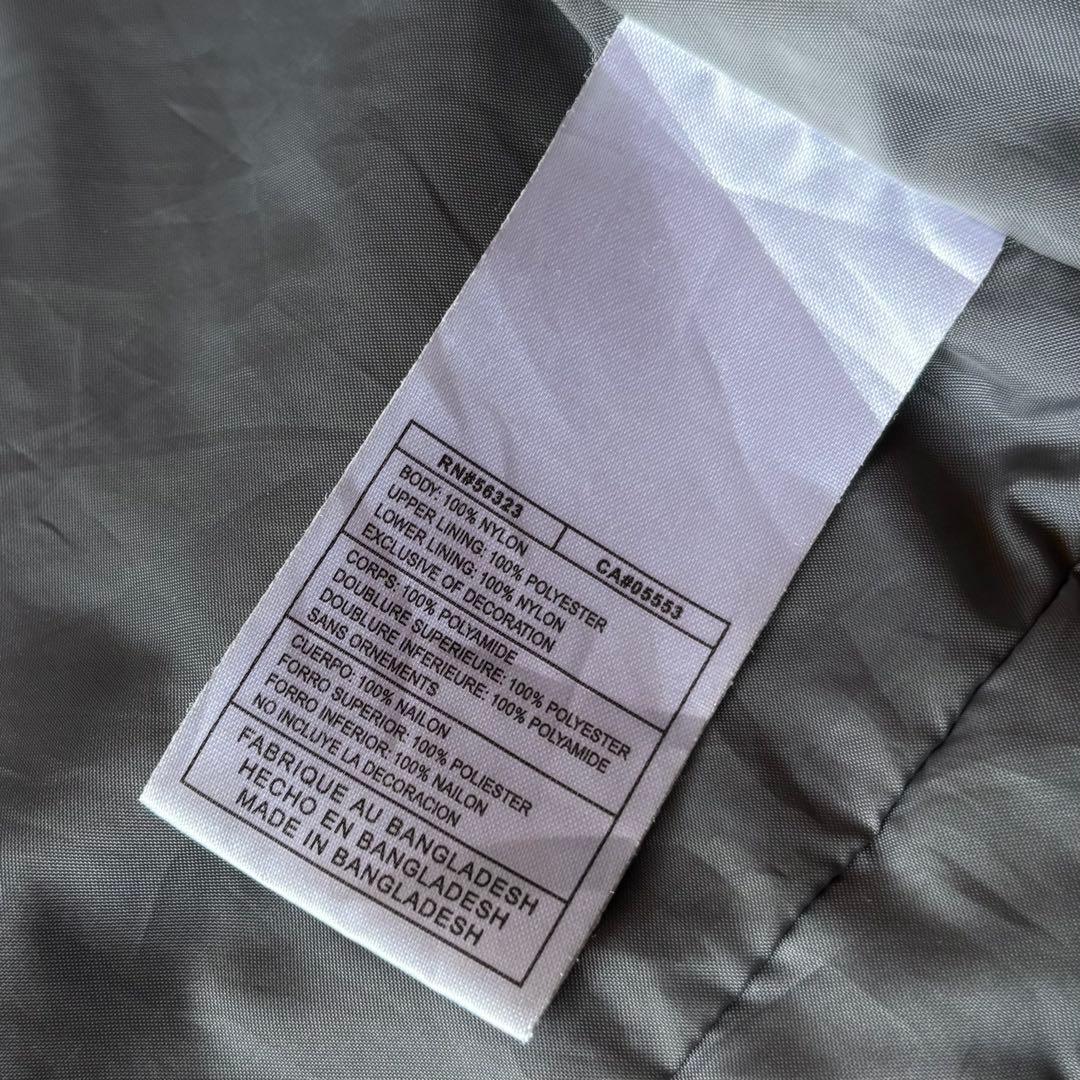 RN#56323 CA#05553
BODY: 100% NYLON
UPPER LINING: 100% POLYESTER
LOWER LINING: 100% NYLON
EXCLUSIVE OF DECORATION
CORPS: 100% POLYAMIDE
DOUBLURE SUPERIEURE: 100% POLYESTER
DOUBLURE INFERIEURE: 100% POLYAMIDE
SANS ORNEMENTS
CUERPO: 100% NAILON
FORRO SUPERIOR: 100% POLIESTER
FORRO INFERIOR: 100% NAILON
NO INCLUYE LA DECORACION
FABRIQUE AU BANGLADESH
HECHO EN BANGLADESH
MADE IN BANGLADESH